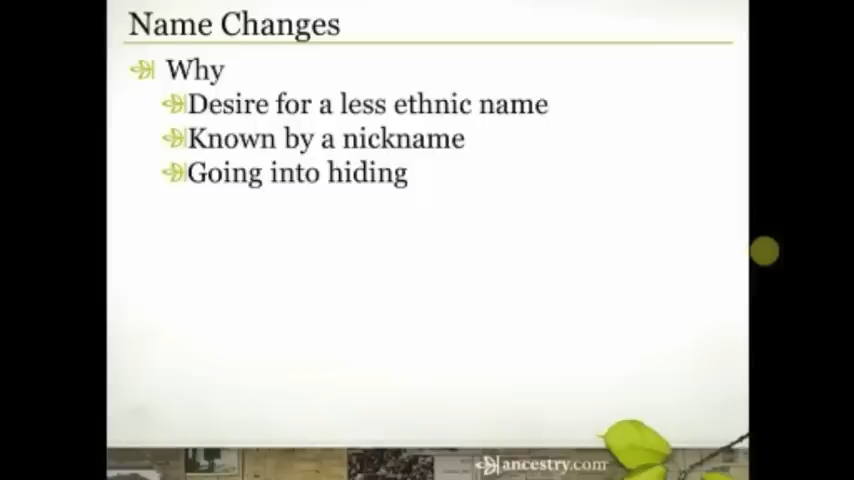 Name Changes
Why
Desire for a less ethnic name
Known by a nickname
Going into hiding
ancestry.com